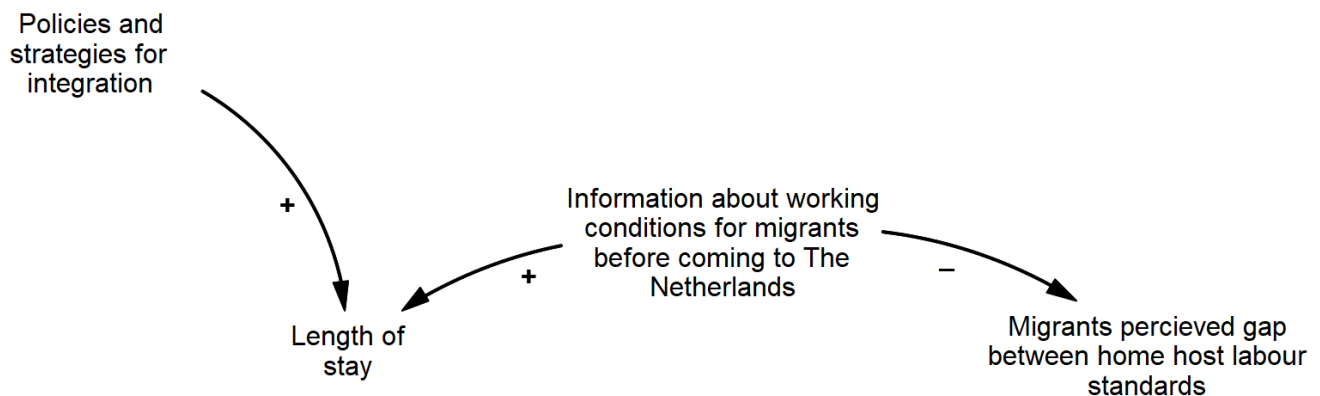 Policies and
strategies for
integration
+
Information about working
conditions for migrants
before coming to The
Netherlands
+
–
Length of
stay
Migrants percieved gap
between home host labour
standards